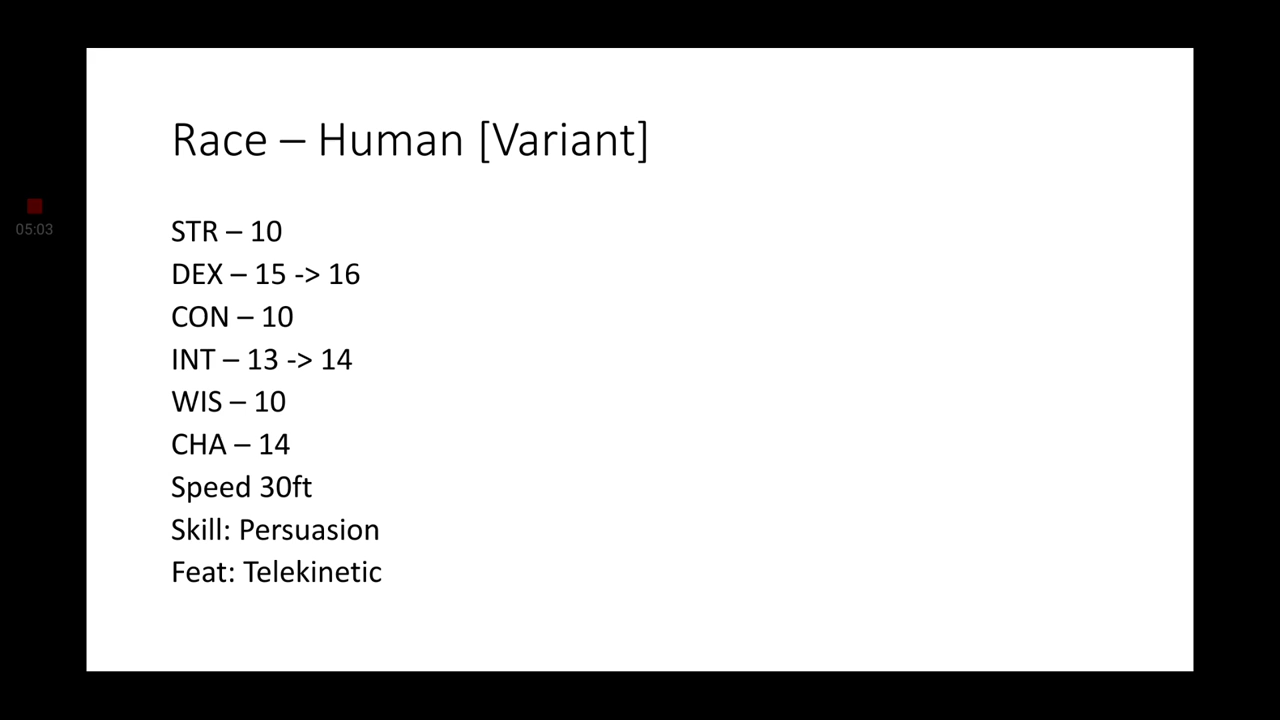 Race – Human [Variant]
STR – 10
DEX – 15 -> 16
CON – 10
INT – 13 -> 14
WIS – 10
CHA – 14
Speed 30ft
Skill: Persuasion
Feat: Telekinetic
05:03